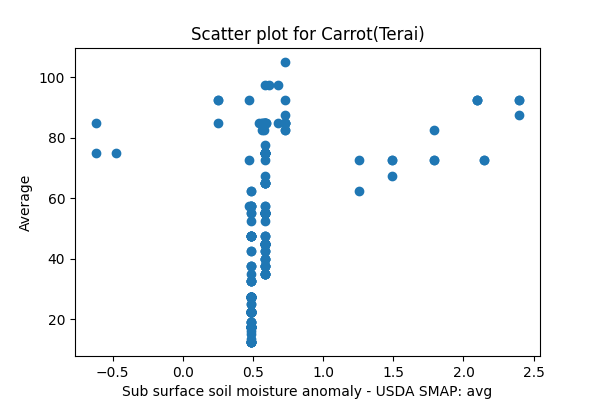 Scatter plot for Carrot(Terai)
100
80
60
40
20
Average
−0.5 0.0 0.5 1.0 1.5 2.0 2.5
Sub surface soil moisture anomaly - USDA SMAP: avg